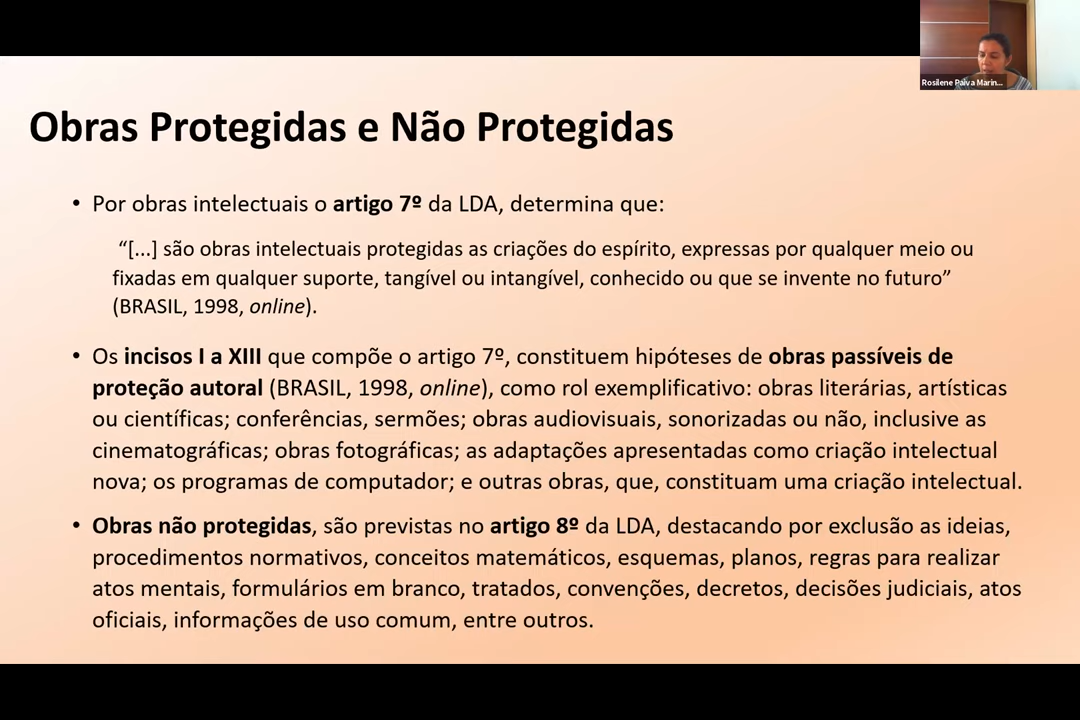 Rosilene Paiva Marin...
Obras Protegidas e Não Protegidas
• Por obras intelectuais o artigo 7º da LDA, determina que:
“[...] são obras intelectuais protegidas as criações do espírito, expressas por qualquer meio ou
fixadas em qualquer suporte, tangível ou intangível, conhecido ou que se invente no futuro”
(BRASIL, 1998, online).
• Os incisos I a XIII que compõe o artigo 7º, constituem hipóteses de obras passíveis de
proteção autoral (BRASIL, 1998, online), como rol exemplificativo: obras literárias, artísticas
ou científicas; conferências, sermões; obras audiovisuais, sonorizadas ou não, inclusive as
cinematográficas; obras fotográficas; as adaptações apresentadas como criação intelectual
nova; os programas de computador; e outras obras, que, constituam uma criação intelectual.
• Obras não protegidas, são previstas no artigo 8º da LDA, destacando por exclusão as ideias,
procedimentos normativos, conceitos matemáticos, esquemas, planos, regras para realizar
atos mentais, formulários em branco, tratados, convenções, decretos, decisões judiciais, atos
oficiais, informações de uso comum, entre outros.